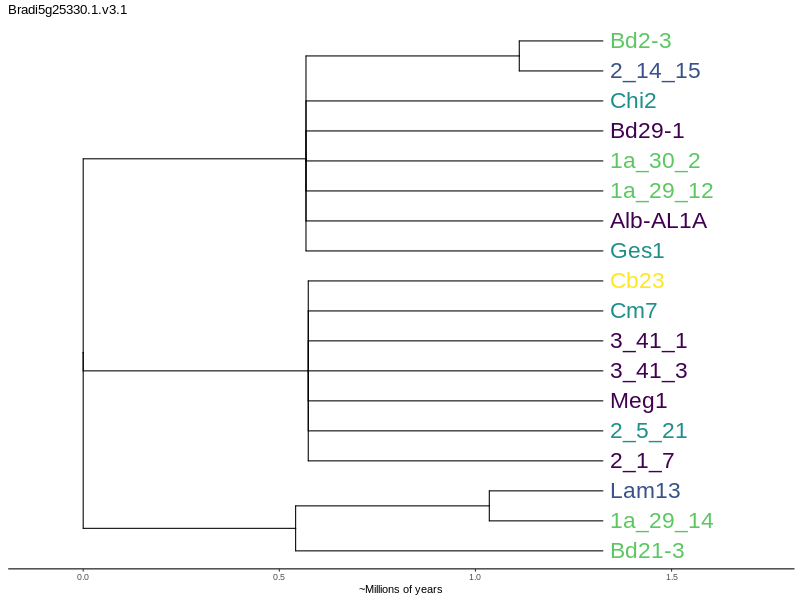 Bradi5g25330.1.v3.1
Bd2-3
2_14_15
Chi2
Bd29-1
1a_30_2
1a_29_12
Alb-AL1A
Ges1
Cb23
Cm7
3_41_1
3_41_3
Meg1
2_5_21
2_1_7
Lam13
1a_29_14
Bd21-3
0.0 0.5 1.0 1.5
~Millions of years